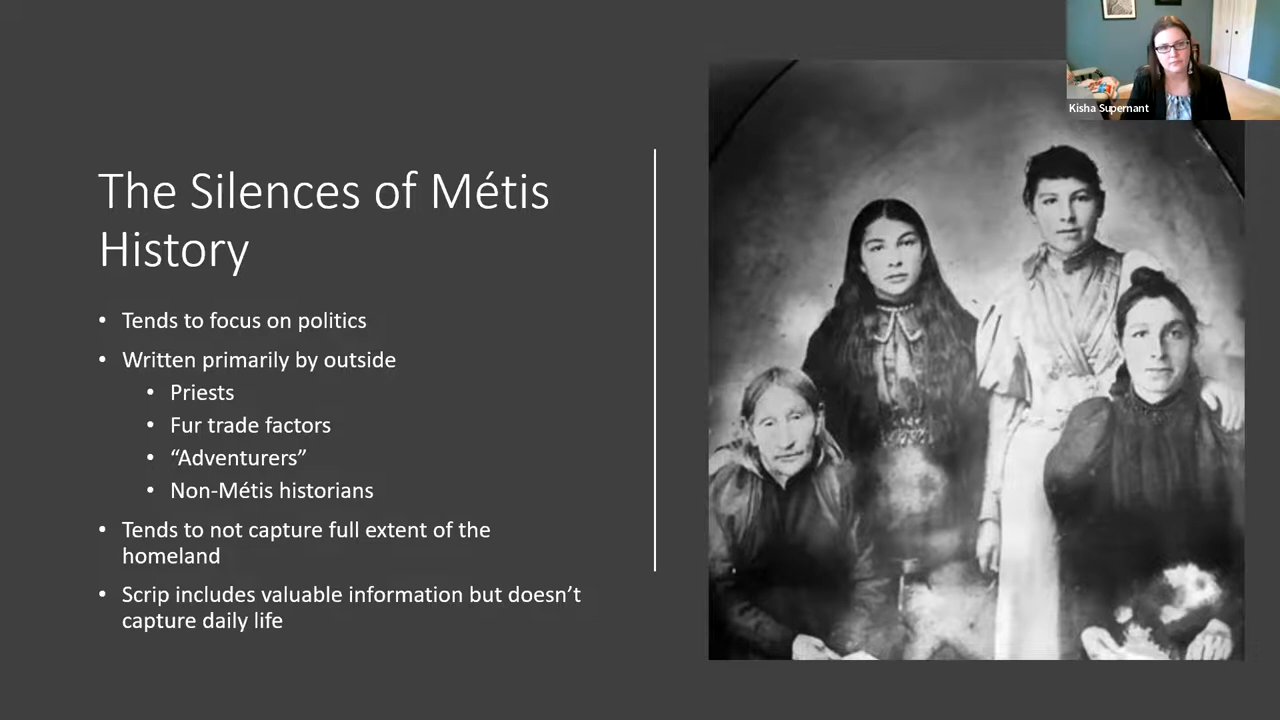 The Silences of Métis
History
• Tends to focus on politics
• Written primarily by outside
• Priests
• Fur trade factors
• “Adventurers”
• Non-Métis historians
• Tends to not capture full extent of the
homeland
• Scrip includes valuable information but doesn’t
capture daily life
Kisha Supernant